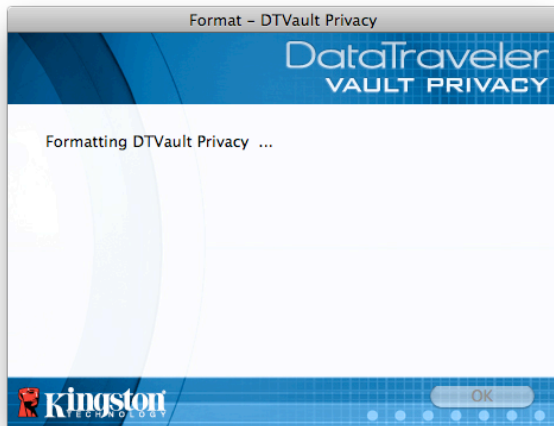 Format – DTVault Privacy
DataTraveler
VAULT PRIVACY
Formatting DTVault Privacy ...
Kingston
TECHNOLOGY
OK